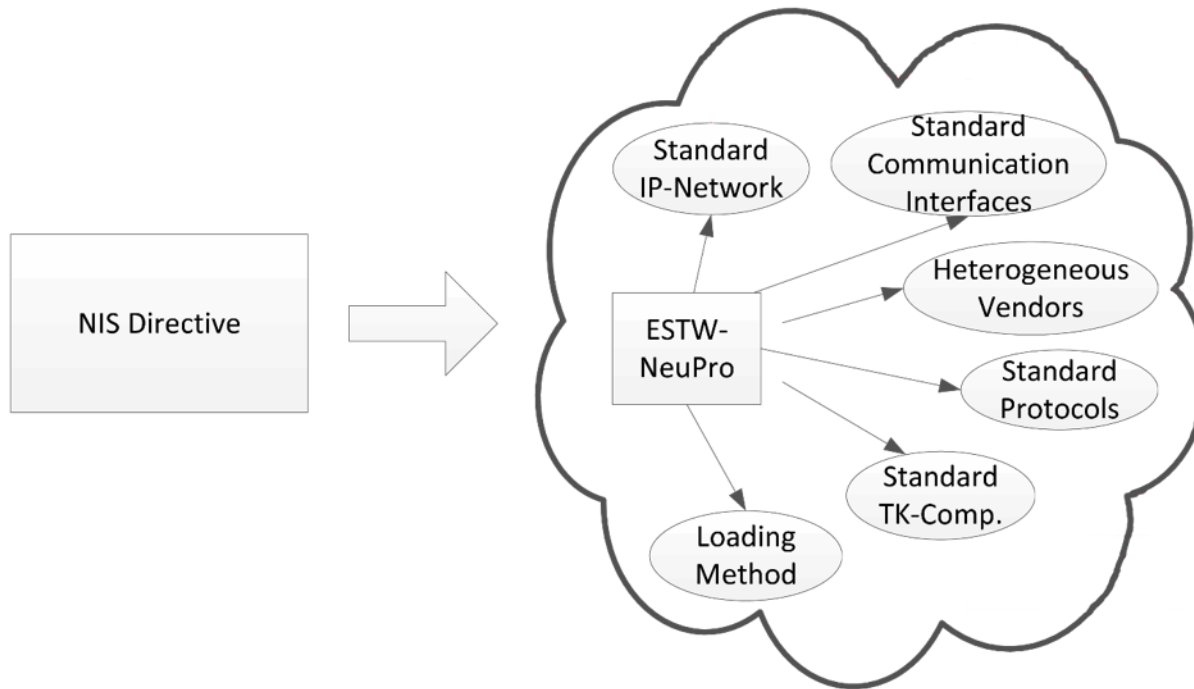 NIS Directive
Standard
IP-Network
Standard
Communication
Interfaces
Heterogeneous
Vendors
ESTW-
NeuPro
Standard
Protocols
Standard
TK-Comp.
Loading
Method